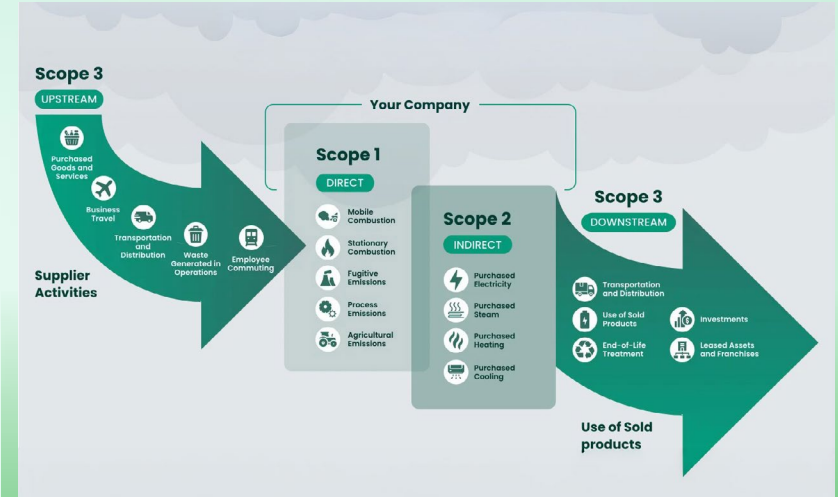 Scope 3
UPSTREAM
Purchased
Goods and
Services
Business
Travel
Transportation
and
Distribution
Waste
Generated in
Operations
Employee
Commuting
Supplier
Activities
Your Company
Scope 1
DIRECT
Mobile
Combustion
Stationary
Combustion
Fugitive
Emissions
Process
Emissions
Agricultural
Emissions
Scope 2
INDIRECT
Purchased
Electricity
Purchased
Steam
Purchased
Heating
Purchased
Cooling
Scope 3
DOWNSTREAM
Transportation
and Distribution
Use of Sold
Products
End-of-Life
Treatment
Investments
Leased Assets
and Franchises
Use of Sold
products